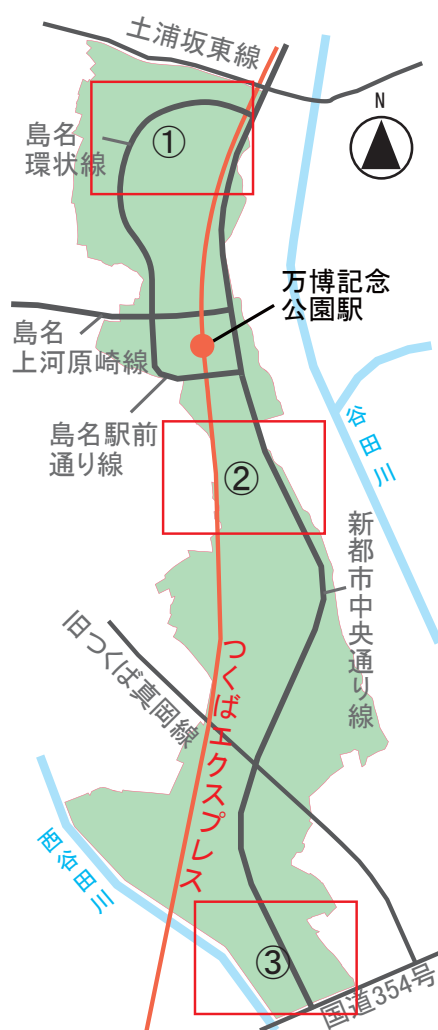 土浦坂東線
N
島名
環状線
①
万博記念
公園駅
島名
上河原崎線
谷田川
島名駅前
通り線
②
新都市中央通り線
旧つくば真岡線
つくばエクスプレス
西谷田川
③
国道354号